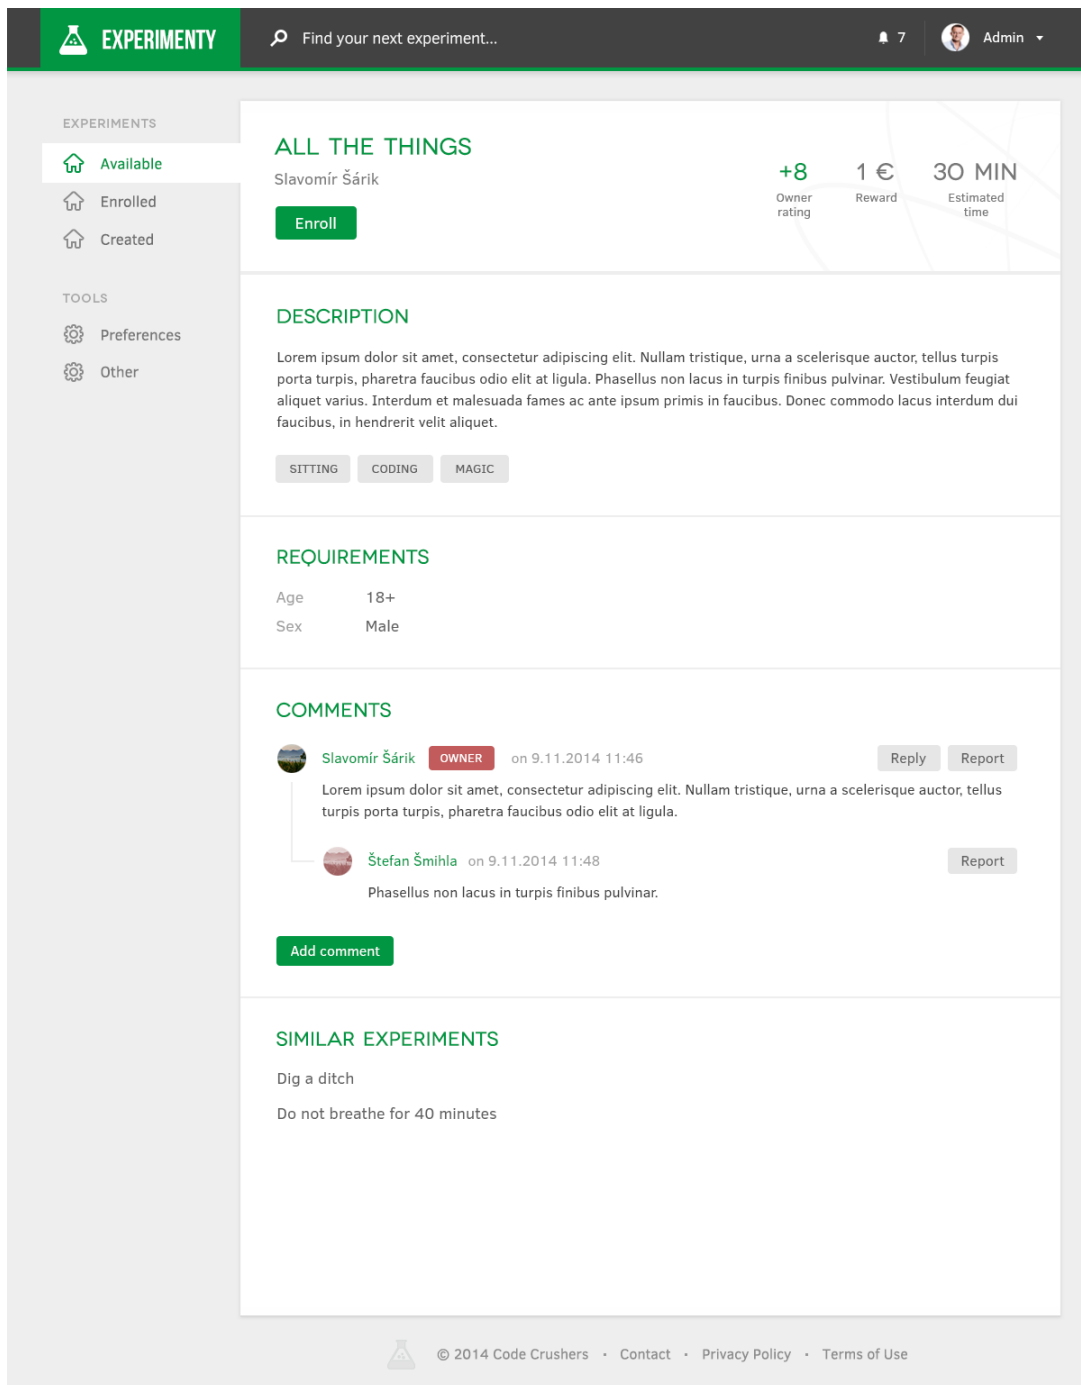 EXPERIMENTY
Find your next experiment...
7
Admin
EXPERIMENTS
Available
Enrolled
Created
TOOLS
Preferences
Other
ALL THE THINGS
Slavomír Šárik
Enroll
+8
Owner
rating
1 €
Reward
30 MIN
Estimated
time
DESCRIPTION
Lorem ipsum dolor sit amet, consectetur adipiscing elit. Nullam tristique, urna a scelerisque auctor, tellus turpis
porta turpis, pharetra faucibus odio elit at ligula. Phasellus non lacus in turpis finibus pulvinar. Vestibulum feugiat
aliquet varius. Interdum et malesuada fames ac ante ipsum primis in faucibus. Donec commodo lacus interdum dui
faucibus, in hendrerit velit aliquet.
SITTING CODING MAGIC
REQUIREMENTS
Age 18+
Sex Male
COMMENTS
Slavomír Šárik OWNER on 9.11.2014 11:46 Reply Report
Lorem ipsum dolor sit amet, consectetur adipiscing elit. Nullam tristique, urna a scelerisque auctor, tellus
turpis porta turpis, pharetra faucibus odio elit at ligula.
Štefan Šmihla on 9.11.2014 11:48 Report
Phasellus non lacus in turpis finibus pulvinar.
Add comment
SIMILAR EXPERIMENTS
Dig a ditch
Do not breathe for 40 minutes
© 2014 Code Crushers · Contact · Privacy Policy · Terms of Use